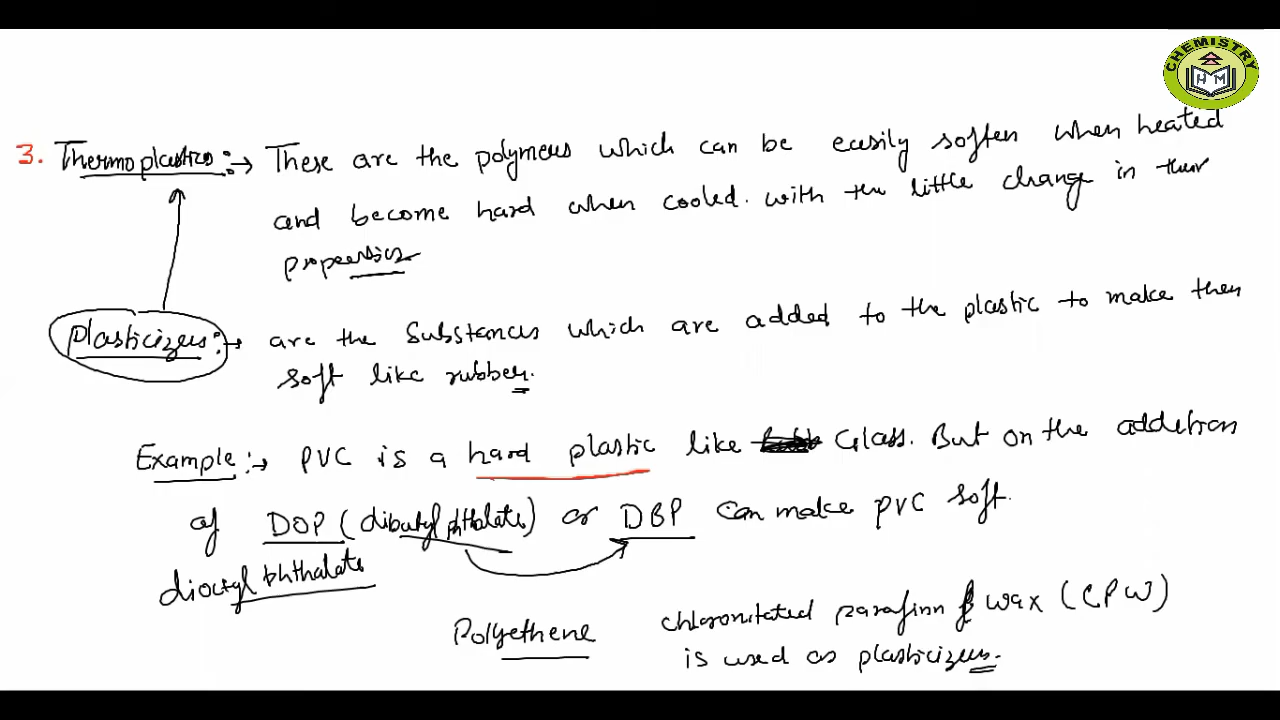 CHEMISTRY
H M
3. Thermoplastics :→ These are the polymers which can be easily soften when heated
and become hard when cooled. with the little change in their
properties
Plasticizers :→ are the Substances which are added to the plastic to make them
soft like rubber.
Example :→ PVC is a hard plastic like Glass. But on the addetion
of DOP (dibutyl phthalate) or DBP Can make PVC soft.
dioctyl phthalate
Polyethene chloronitated parafinn wax (CPW)
is used as plasticizers.